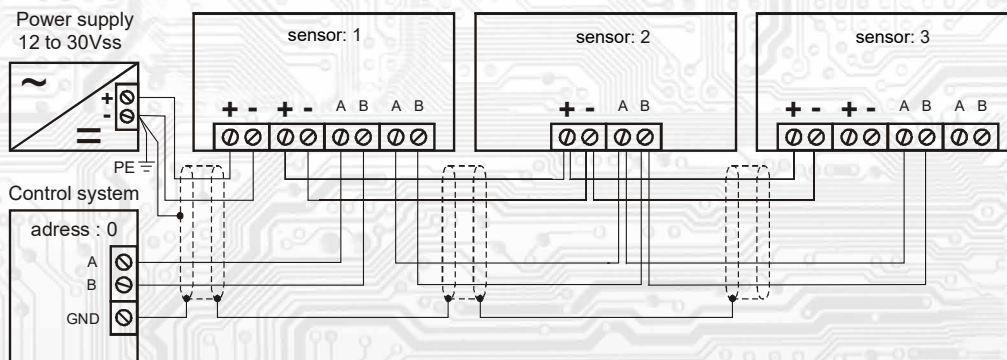 Power supply
12 to 30Vss
~
+
-
=
PE
Control system
adress : 0
A
B
GND
sensor: 1
+ - + - A B A B
sensor: 2
+ - A B
sensor: 3
+ - + - A B A B